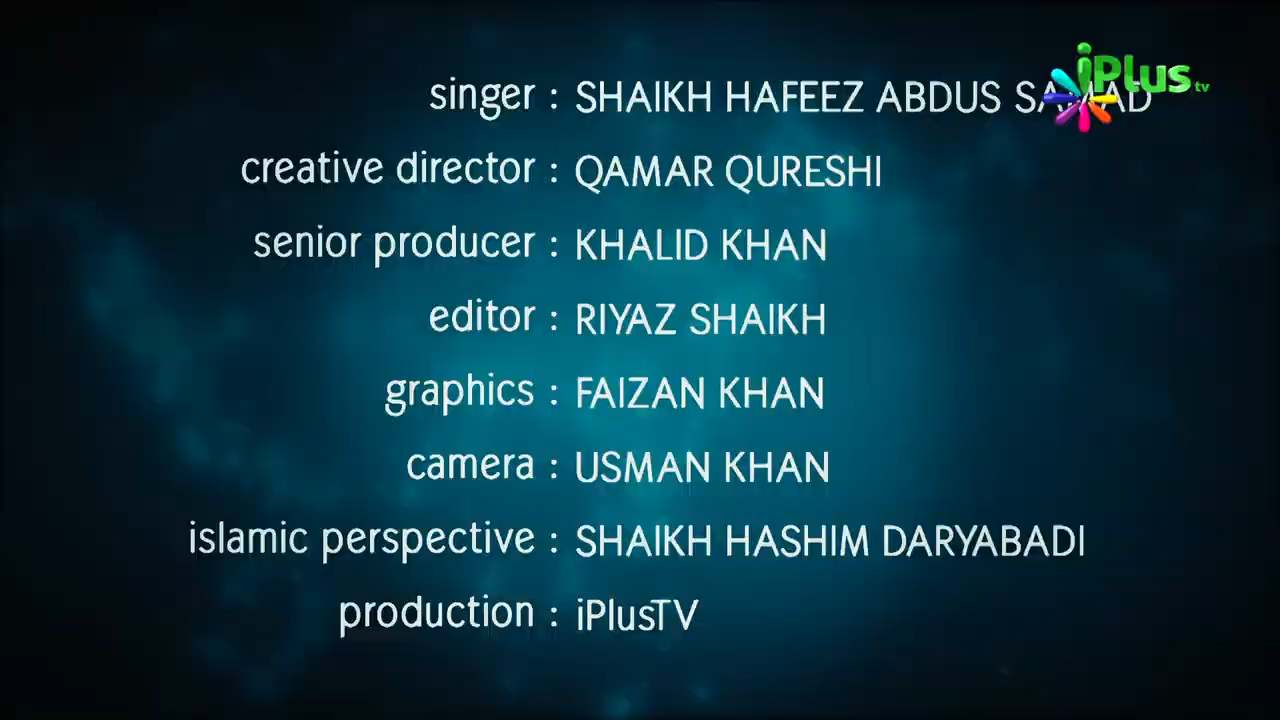 singer : SHAIKH HAFEEZ ABDUS SAMAD
creative director : QAMAR QURESHI
senior producer : KHALID KHAN
editor : RIYAZ SHAIKH
graphics : FAIZAN KHAN
camera : USMAN KHAN
islamic perspective : SHAIKH HASHIM DARYABADI
production : iPlusTV
iPlus tv